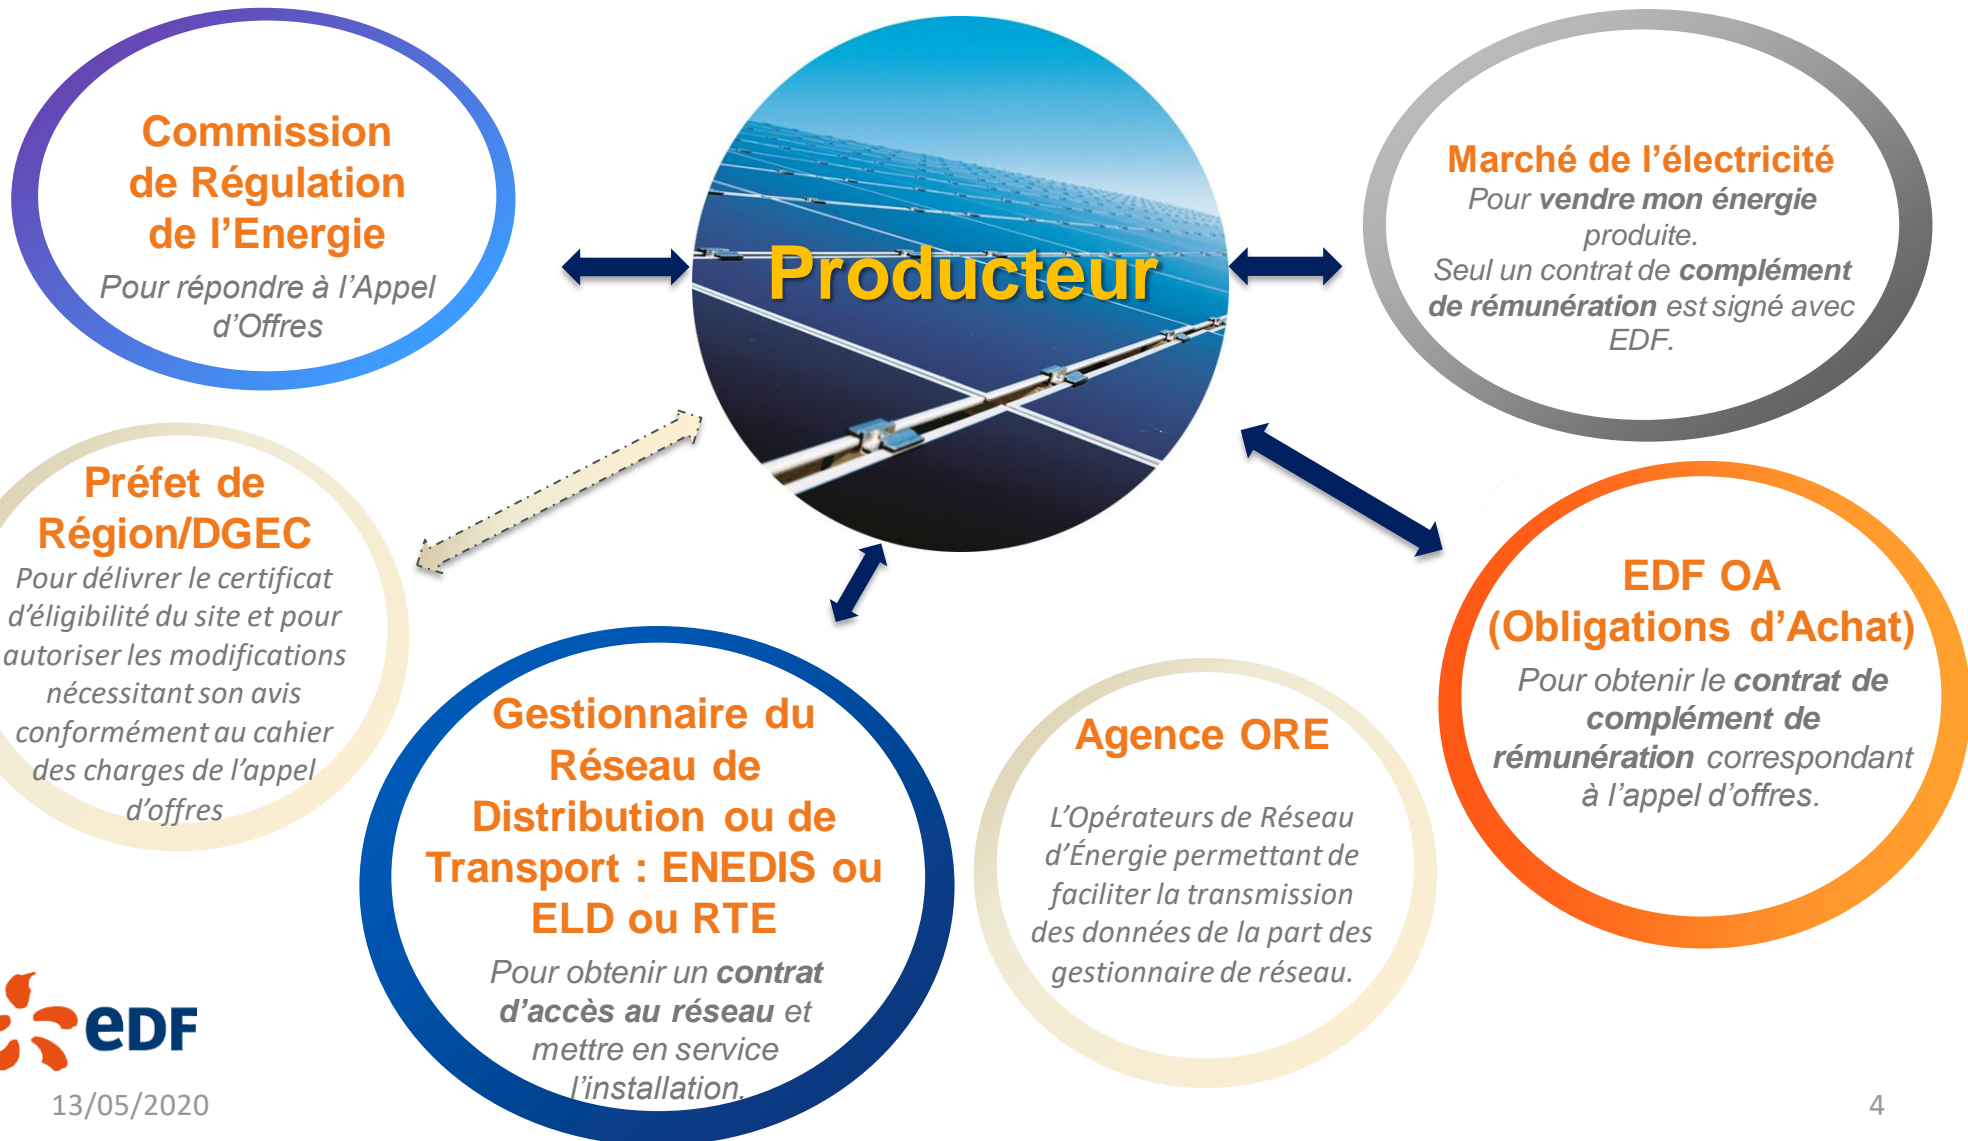 Commission
de Régulation
de l’Energie
Pour répondre à l’Appel
d’Offres
Producteur
Marché de l’électricité
Pour vendre mon énergie
produite.
Seul un contrat de complément
de rémunération est signé avec
EDF.
Préfet de
Région/DGEC
Pour délivrer le certificat
d’éligibilité du site et pour
autoriser les modifications
nécessitant son avis
conformément au cahier
des charges de l’appel
d’offres
Gestionnaire du
Réseau de
Distribution ou de
Transport : ENEDIS ou
ELD ou RTE
Pour obtenir un contrat
d’accès au réseau et
mettre en service
l’installation.
Agence ORE
L’Opérateurs de Réseau
d’Énergie permettant de
faciliter la transmission
des données de la part des
gestionnaire de réseau.
EDF OA
(Obligations d’Achat)
Pour obtenir le contrat de
complément de
rémunération correspondant
à l’appel d’offres.
eDF
13/05/2020
4